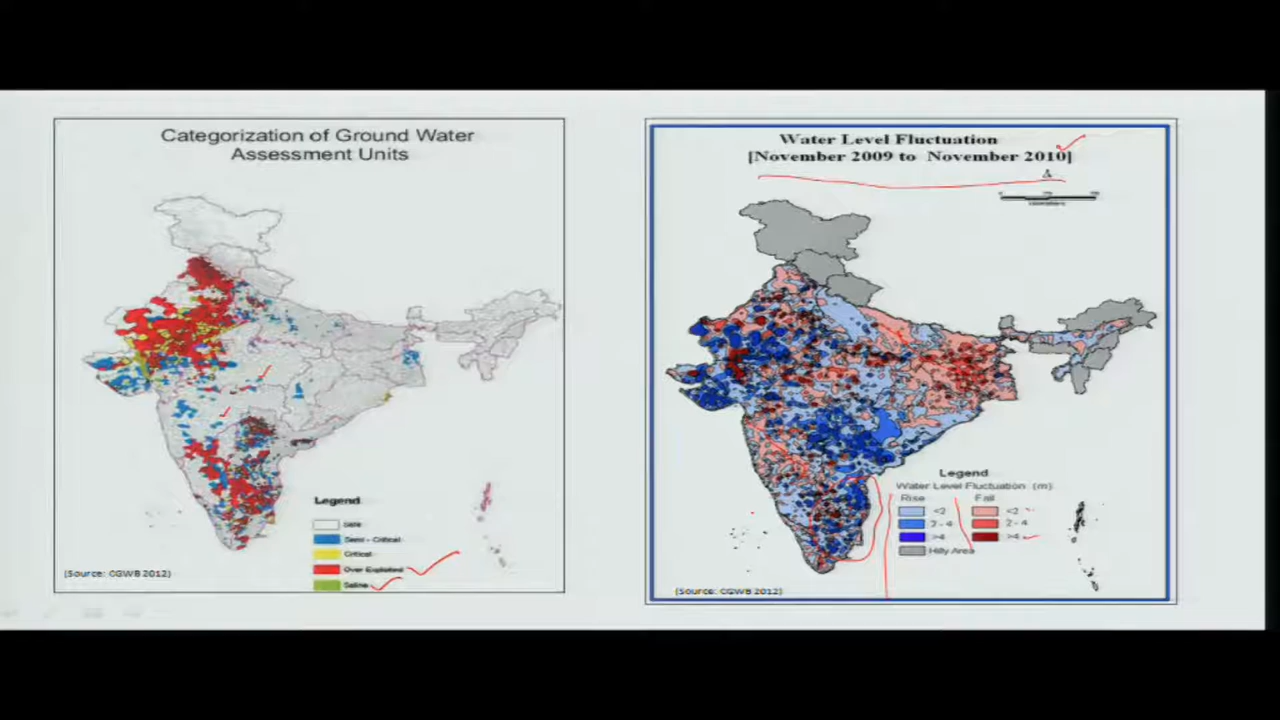 Categorization of Ground Water
Assessment Units
Legend
Safe
Semi - Critical
Critical
Over Exploited
Saline
(Source: CGWB 2012)
Water Level Fluctuation
[November 2009 to November 2010]
Legend
Water Level Fluctuation (m)
Rise
Fall
<2
<2
2 - 4
2 - 4
>4
>4
Hilly Area
(Source: CGWB 2012)